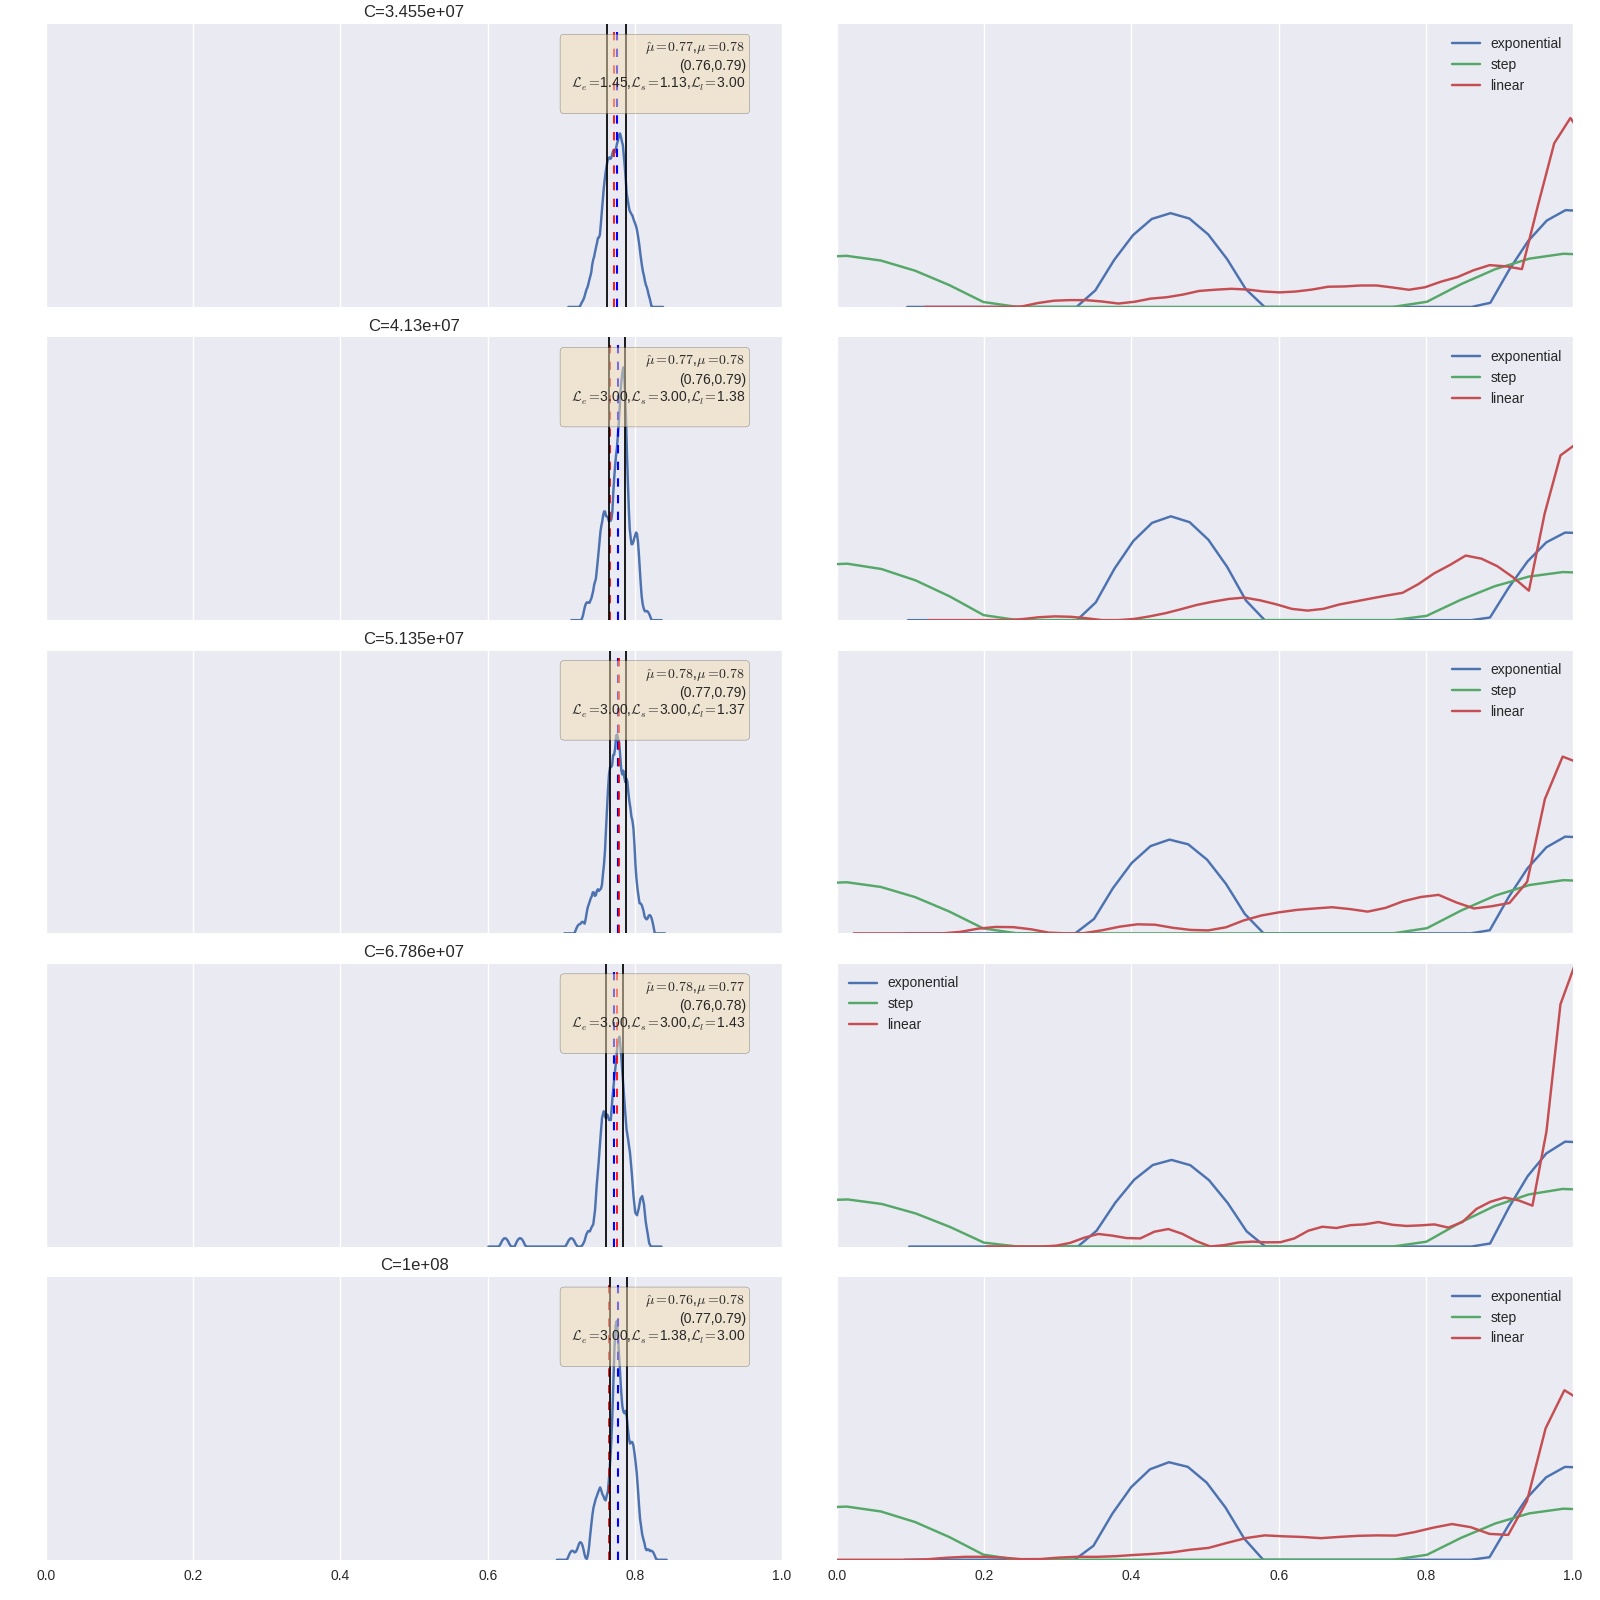 C=3.455e+07
μ̂=0.77,μ=0.78
(0.76,0.79)
ℒₑ=1.45,ℒₛ=1.13,ℒₗ=3.00
exponential
step
linear
C=4.13e+07
μ̂=0.77,μ=0.78
(0.76,0.79)
ℒₑ=3.00,ℒₛ=3.00,ℒₗ=1.38
exponential
step
linear
C=5.135e+07
μ̂=0.78,μ=0.78
(0.77,0.79)
ℒₑ=3.00,ℒₛ=3.00,ℒₗ=1.37
exponential
step
linear
C=6.786e+07
μ̂=0.78,μ=0.77
(0.76,0.78)
ℒₑ=3.00,ℒₛ=3.00,ℒₗ=1.43
exponential
step
linear
C=1e+08
μ̂=0.76,μ=0.78
(0.77,0.79)
ℒₑ=3.00,ℒₛ=1.38,ℒₗ=3.00
exponential
step
linear
0.0 0.2 0.4 0.6 0.8 1.0
0.0 0.2 0.4 0.6 0.8 1.0